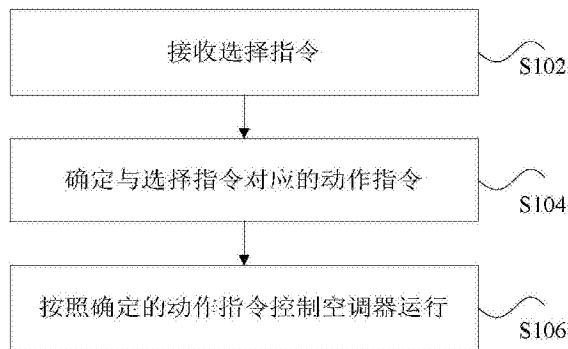 接收选择指令
S102
确定与选择指令对应的动作指令
S104
按照确定的动作指令控制空调器运行
S106